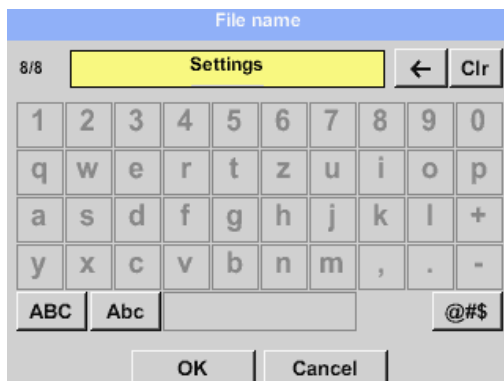 File name
8/8 Settings ← Clr
1 2 3 4 5 6 7 8 9 0
q w e r t z u i o p
a s d f g h j k l +
y x c v b n m , . -
ABC Abc @#$
OK Cancel